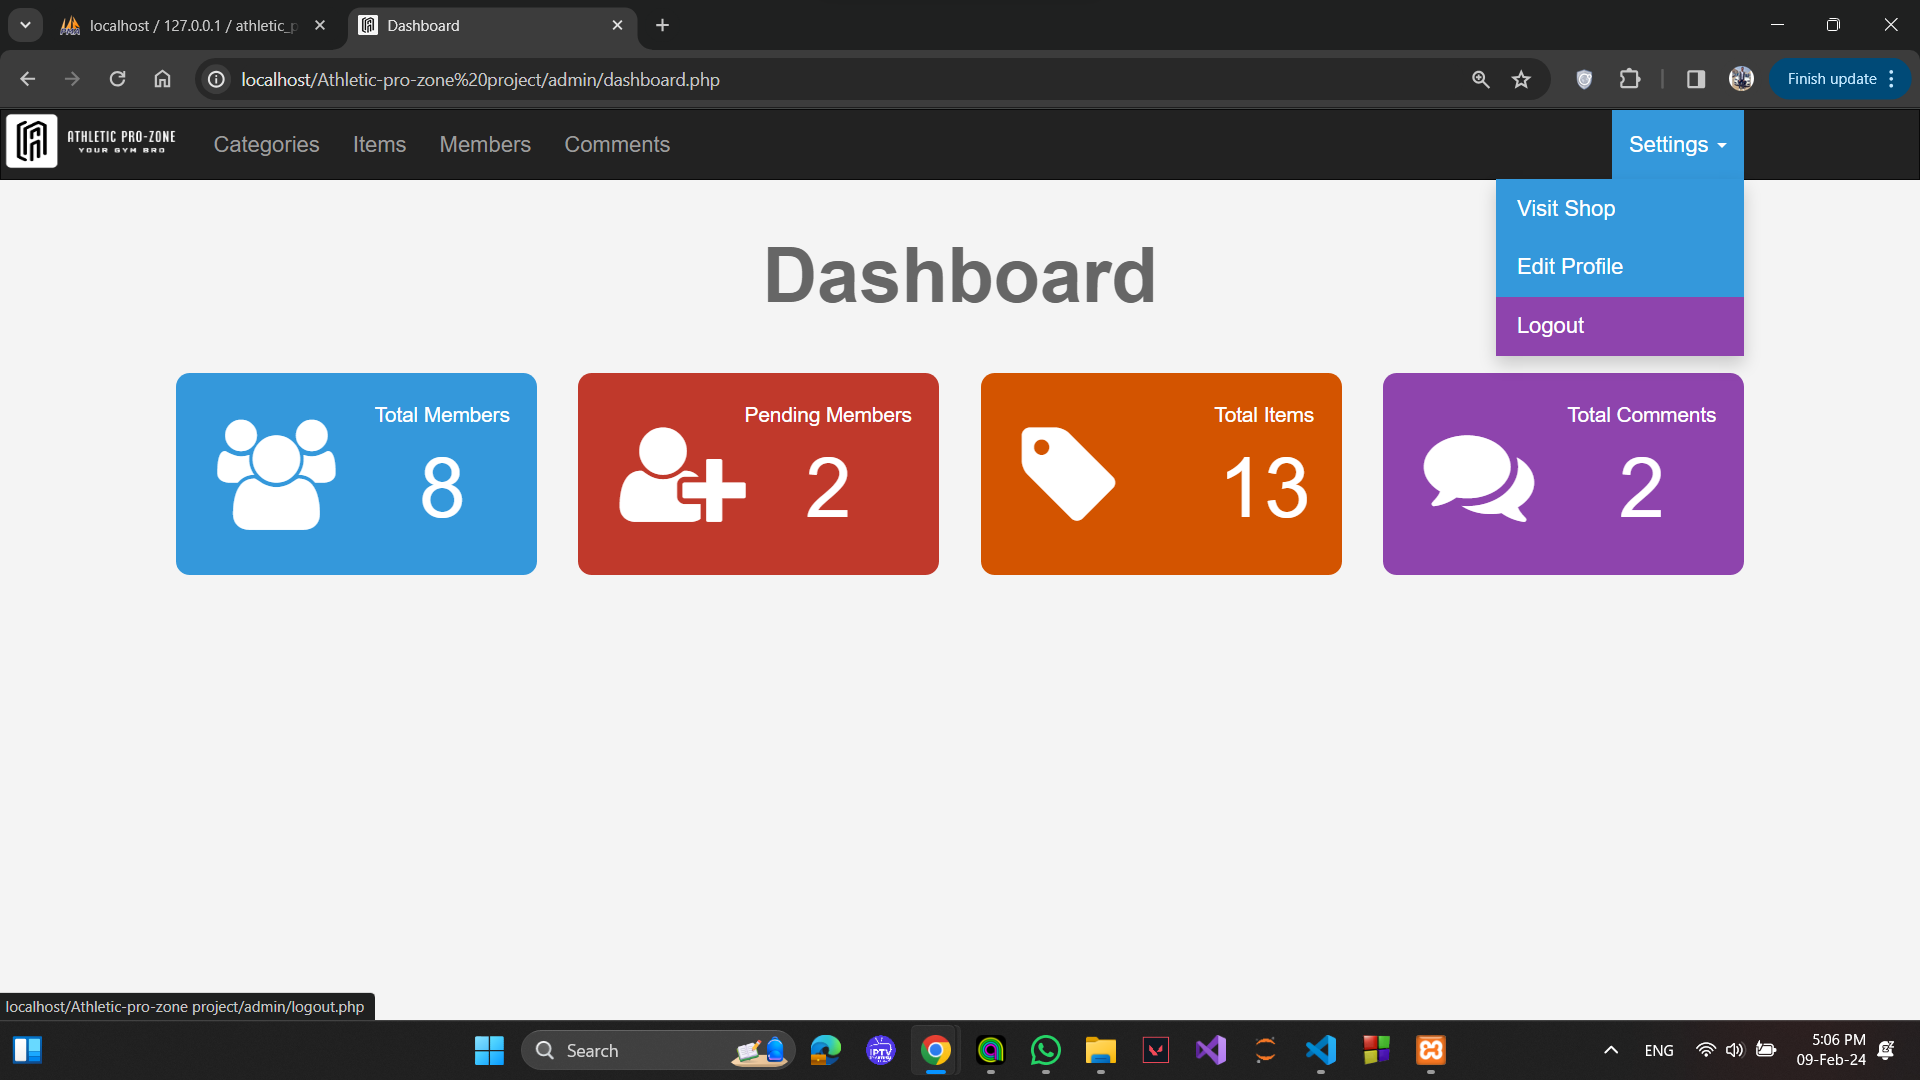 localhost / 127.0.0.1 / athletic_p
Dashboard
localhost/Athletic-pro-zone%20project/admin/dashboard.php
Finish update
ATHLETIC PRO-ZONE
YOUR GYM BRO
Categories
Items
Members
Comments
Settings
Visit Shop
Edit Profile
Logout
Dashboard
Total Members
8
Pending Members
2
Total Items
13
Total Comments
2
localhost/Athletic-pro-zone project/admin/logout.php
Search
IPTV
ENG
5:06 PM
09-Feb-24